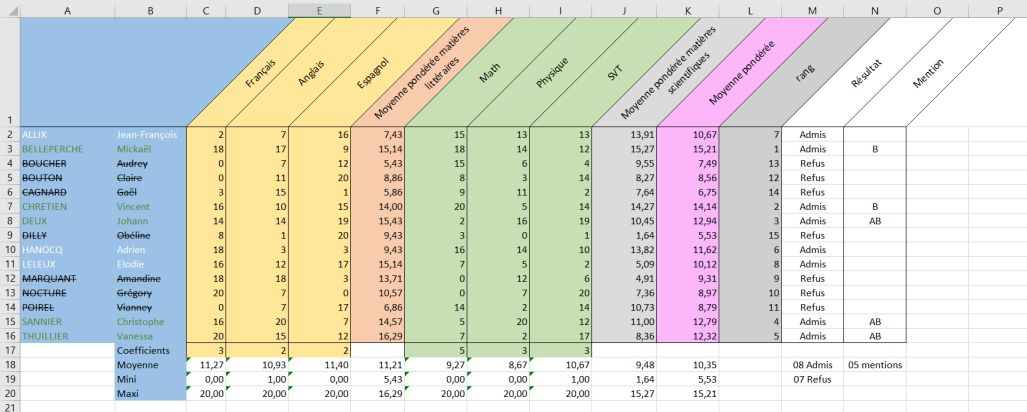 A B C D E F G H I J K L M N O P
1 Français Anglais Espagnol Moyenne pondérée matières littéraires Math Physique SVT Moyenne pondérée matières scientifiques Moyenne pondérée rang Résultat Mention
2 ALLIX Jean-François 2 7 16 7,43 15 13 13 13,91 10,67 7 Admis
3 BELLEPERCHE Mickaël 18 17 9 15,14 18 14 12 15,27 15,21 1 Admis B
4 BOUCHER Audrey 0 7 12 5,43 15 6 4 9,55 7,49 13 Refus
5 BOUTON Claire 0 11 20 8,86 8 3 14 8,27 8,56 12 Refus
6 CAGNARD Gaël 3 15 1 5,86 9 11 2 7,64 6,75 14 Refus
7 CHRETIEN Vincent 16 10 15 14,00 20 5 14 14,27 14,14 2 Admis B
8 DEUX Johann 14 14 19 15,43 2 16 19 10,45 12,94 3 Admis AB
9 DILLY Obéline 8 1 20 9,43 3 0 1 1,64 5,53 15 Refus
10 HANOCQ Adrien 18 3 3 9,43 16 14 10 13,82 11,62 6 Admis
11 LELEUX Elodie 16 12 17 15,14 7 5 2 5,09 10,12 8 Admis
12 MARQUANT Amandine 18 18 3 13,71 0 12 6 4,91 9,31 9 Refus
13 NOCTURE Grégory 20 7 0 10,57 0 7 20 7,36 8,97 10 Refus
14 POIREL Vianney 0 7 17 6,86 14 2 14 10,73 8,79 11 Refus
15 SANNIER Christophe 16 20 7 14,57 5 20 12 11,00 12,79 4 Admis AB
16 THUILLIER Vanessa 20 15 12 16,29 7 2 17 8,36 12,32 5 Admis AB
17 Coefficients 3 2 2 5 3 3
18 Moyenne 11,27 10,93 11,40 11,21 9,27 8,67 10,67 9,48 10,35 08 Admis 05 mentions
19 Mini 0,00 1,00 0,00 5,43 0,00 0,00 1,00 1,64 5,53 07 Refus
20 Maxi 20,00 20,00 20,00 16,29 20,00 20,00 20,00 15,27 15,21
21